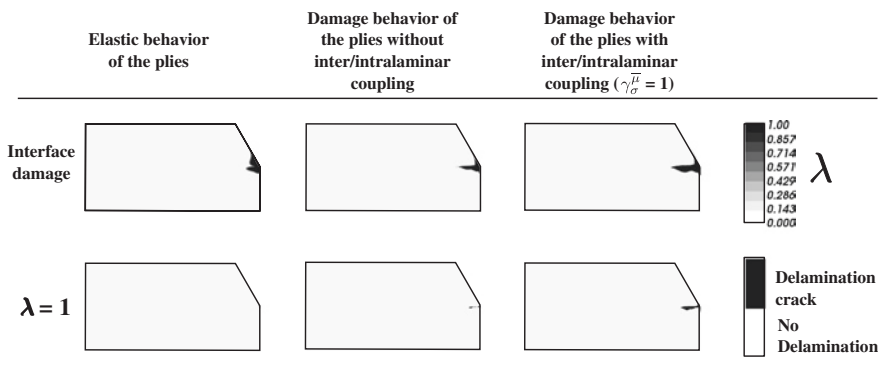 Elastic behavior
of the plies
Damage behavior of
the plies without
inter/intralaminar
coupling
Damage behavior
of the plies with
inter/intralaminar
coupling (γ_σ^μ̅ = 1)
Interface
damage
1.00
0.857
0.714
0.571
0.429
0.286
0.143
0.000
λ
λ = 1
Delamination
crack
No
Delamination